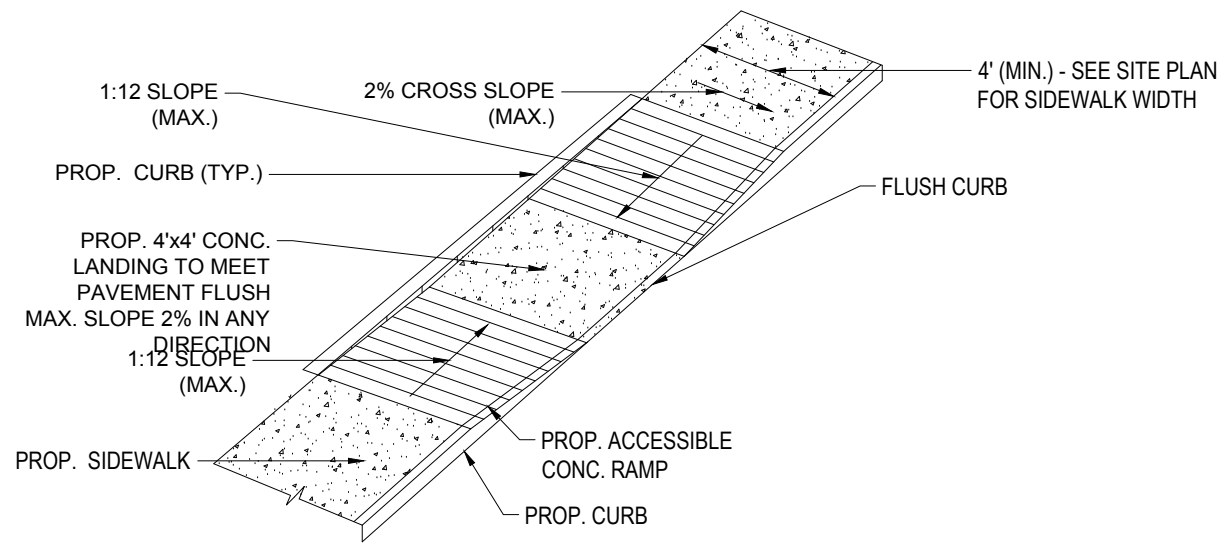 1:12 SLOPE
(MAX.)
2% CROSS SLOPE
(MAX.)
4' (MIN.) - SEE SITE PLAN
FOR SIDEWALK WIDTH
PROP. CURB (TYP.)
FLUSH CURB
PROP. 4'x4' CONC.
LANDING TO MEET
PAVEMENT FLUSH
MAX. SLOPE 2% IN ANY
DIRECTION
1:12 SLOPE
(MAX.)
PROP. SIDEWALK
PROP. ACCESSIBLE
CONC. RAMP
PROP. CURB